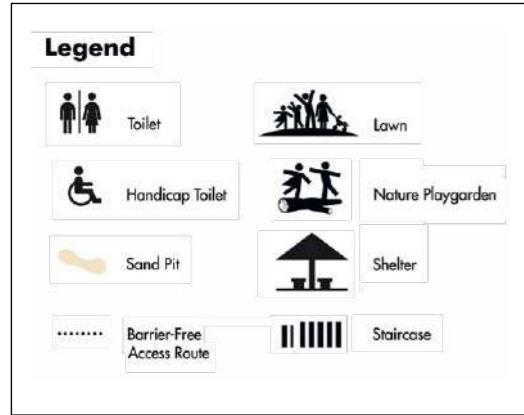 Legend
Toilet
Lawn
Handicap Toilet
Nature Playgarden
Sand Pit
Shelter
Barrier-Free
Access Route
Staircase